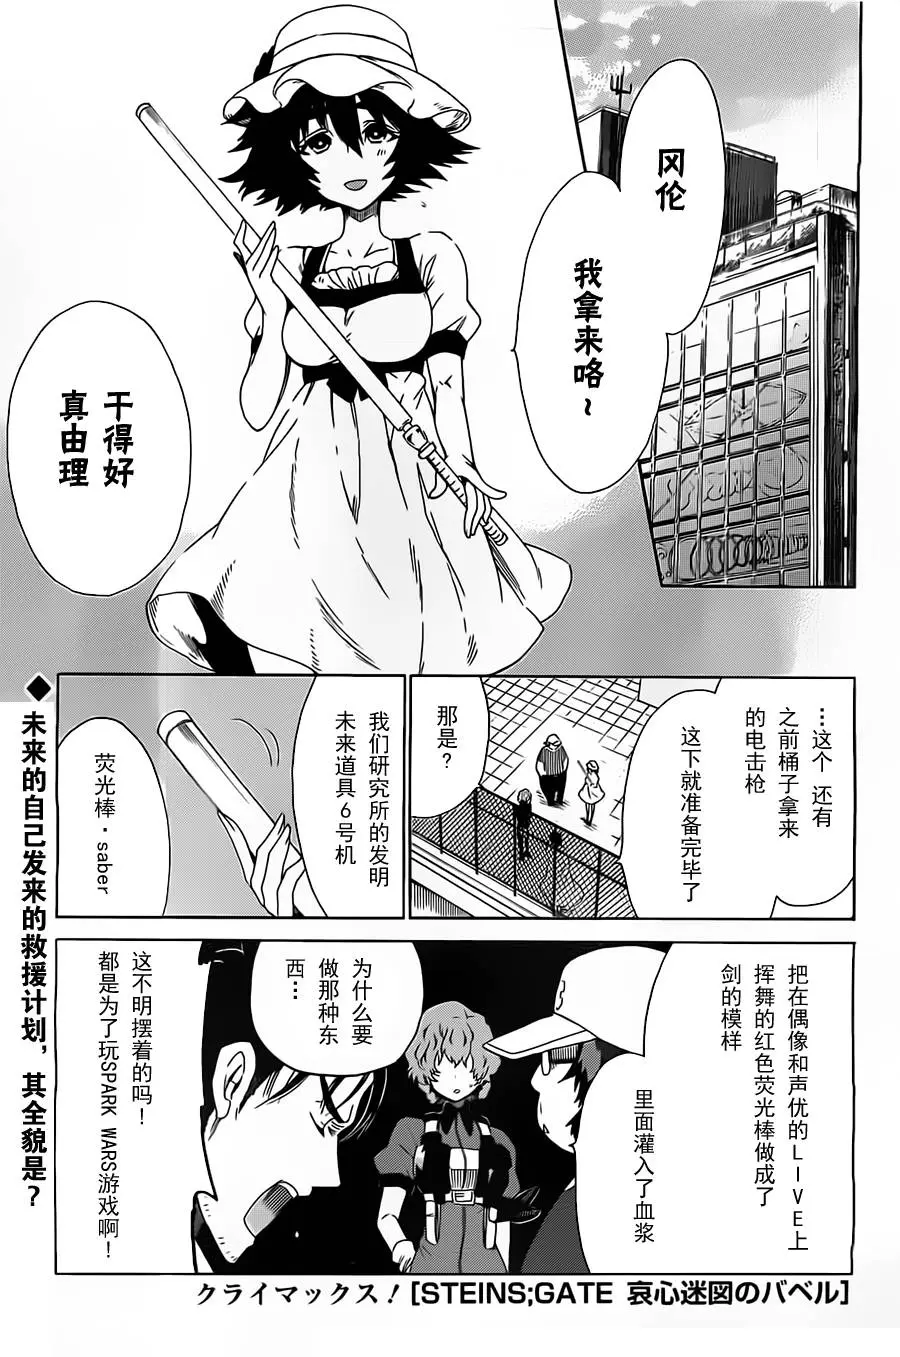 冈伦
我拿来咯~
干得好
真由理
…这个 还有
之前桶子拿来
的电击枪
这下就准备完毕了
那是？
我们研究所的发明
未来道具6号机
荧光棒·saber
把在偶像和声优的LIVE上
挥舞的红色荧光棒做成了
剑的模样
里面灌入了血浆
为什么要
做那种东
西…
这不明摆着的吗！
都是为了玩SPARK WARS游戏啊！
◆未来的自己发来的救援计划，其全貌是？
クライマックス！[STEINS;GATE 哀心迷図のバベル]